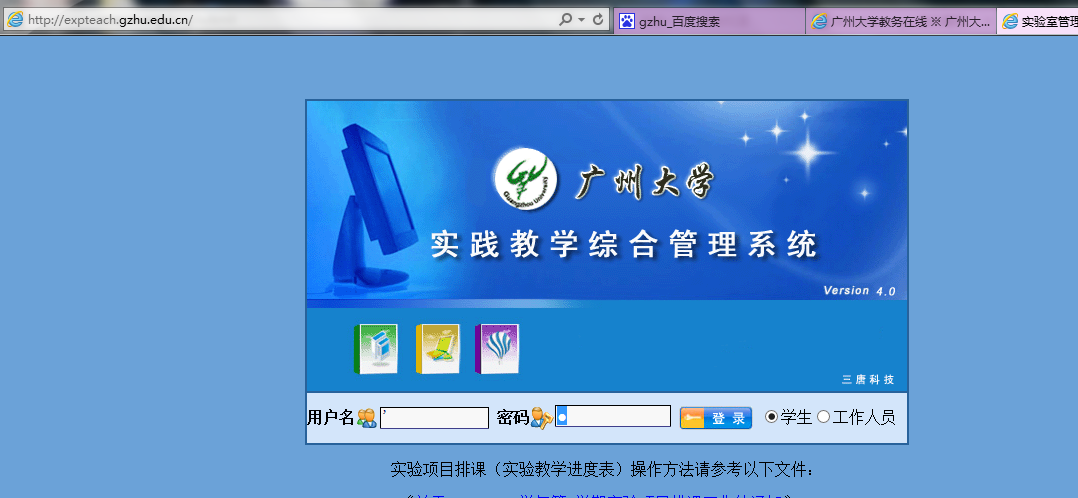 http://expteach.gzhu.edu.cn/
gzhu_百度搜索
广州大学教务在线 ※ 广州大...
实验室管理
Guangzhou University
广州大学
实践教学综合管理系统
Version 4.0
三唐科技
用户名
'
密码
登 录
学生
工作人员
实验项目排课（实验教学进度表）操作方法请参考以下文件：